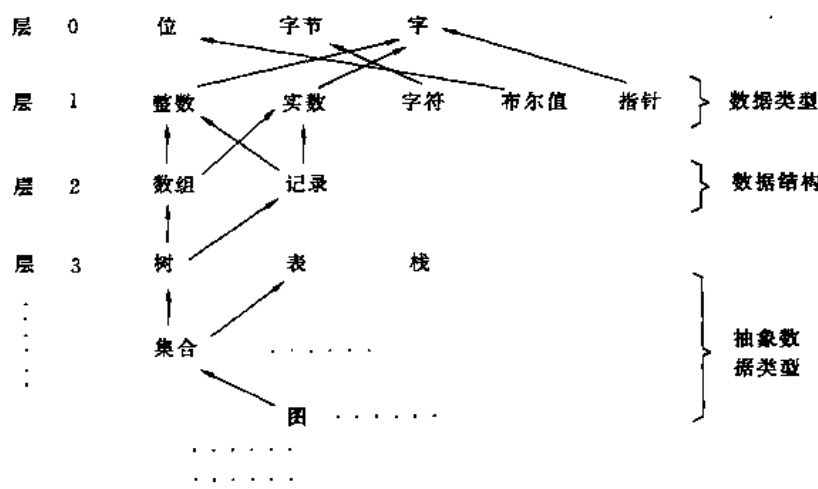 层 0 位 字节 字
层 1 整数 实数 字符 布尔值 指针 数据类型
层 2 数组 记录 数据结构
层 3 树 表 栈
集合 ······
抽象数
据类型
图 ······
······
······